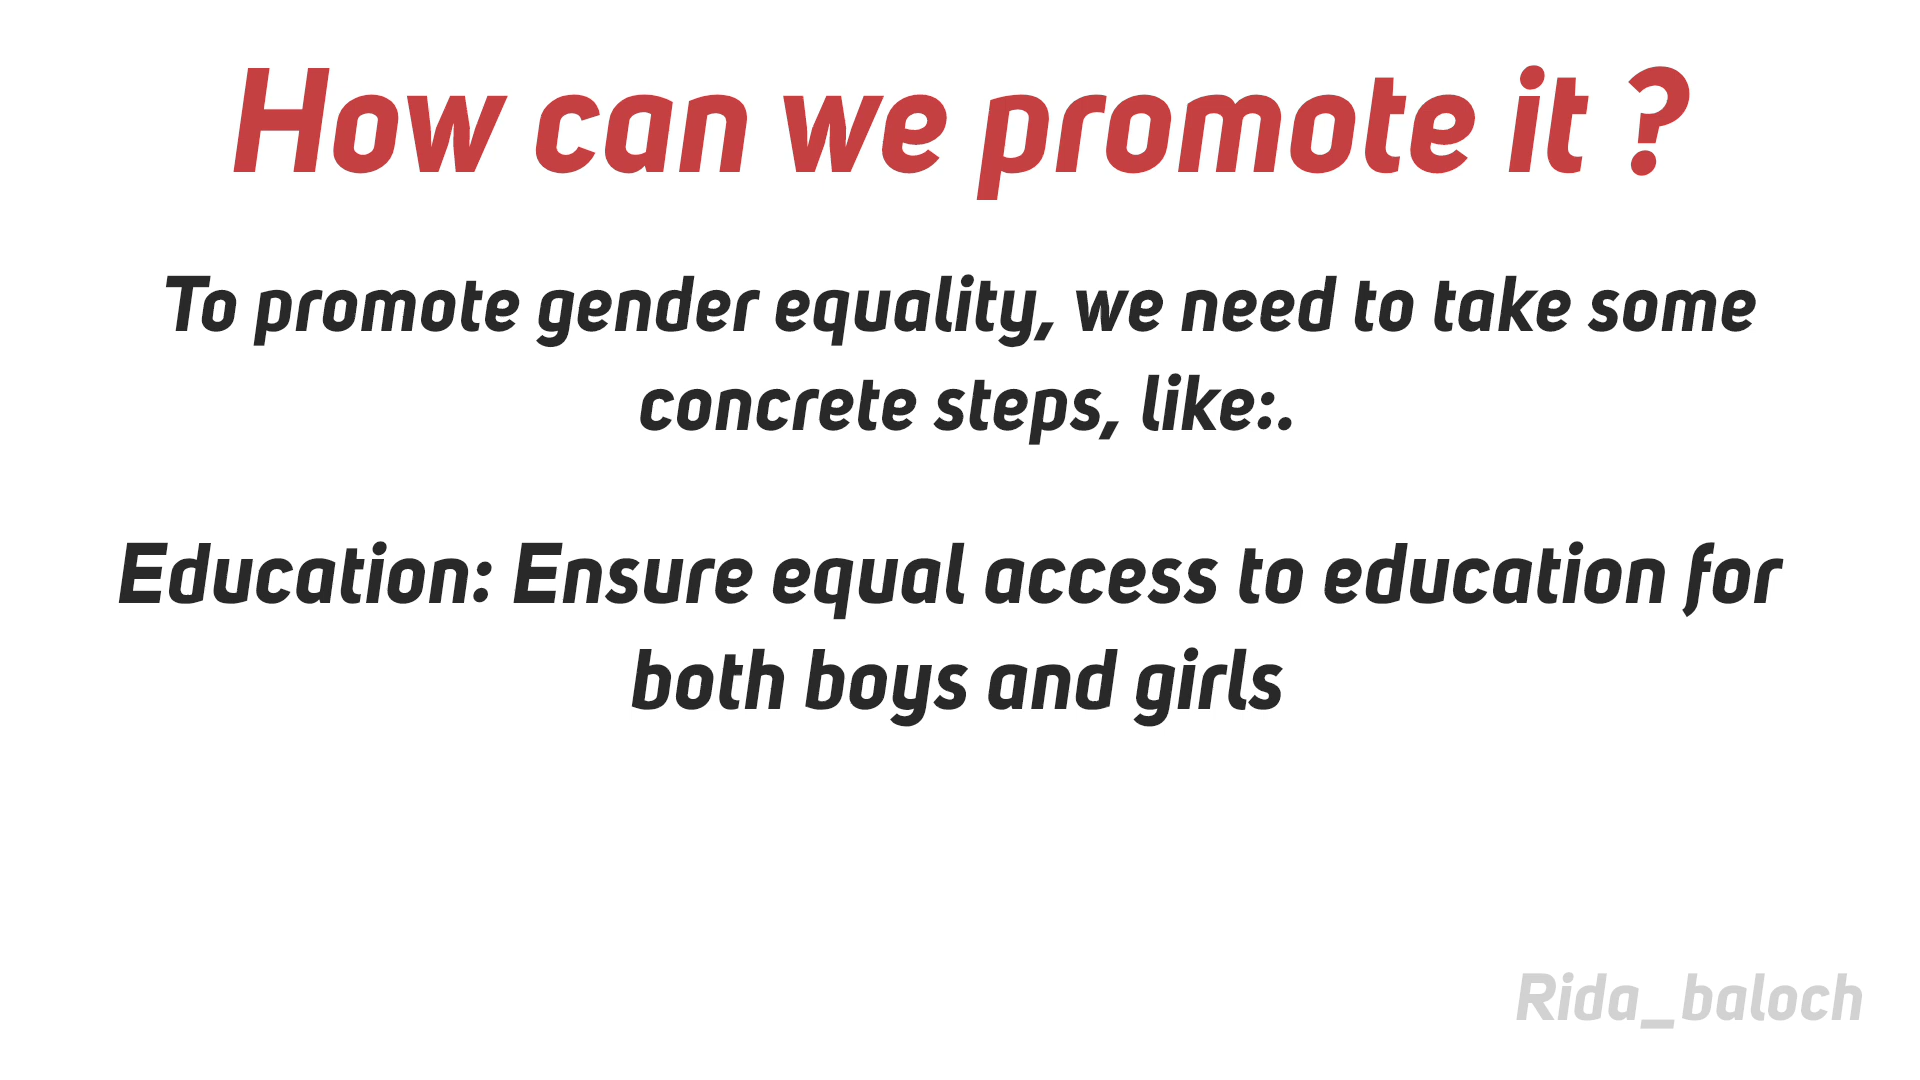 How can we promote it ?
To promote gender equality, we need to take some
concrete steps, like:.
Education: Ensure equal access to education for
both boys and girls
Rida_baloch